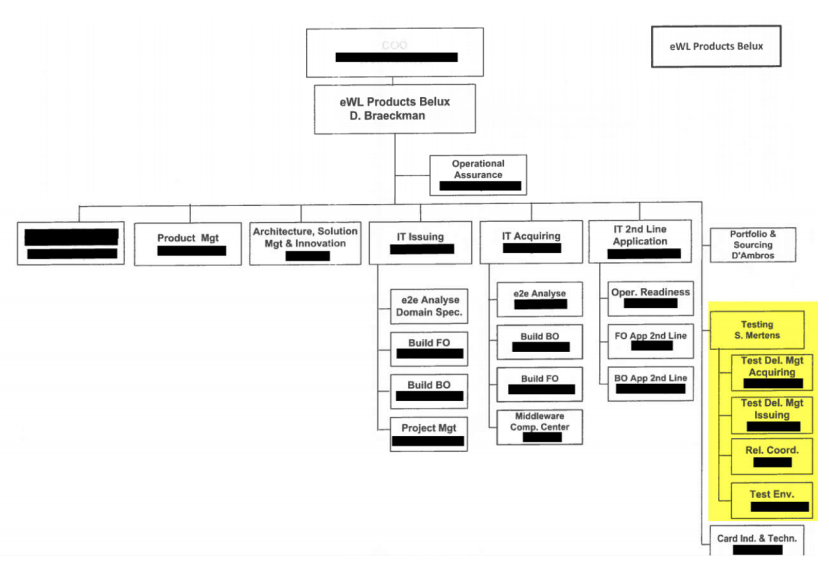 COO
eWL Products Belux
eWL Products Belux
D. Braeckman
Operational
Assurance
Product Mgt
Architecture, Solution
Mgt & Innovation
IT Issuing
IT Acquiring
IT 2nd Line
Application
Portfolio &
Sourcing
D'Ambros
e2e Analyse
Domain Spec.
Build FO
Build BO
Project Mgt
e2e Analyse
Build BO
Build FO
Middleware
Comp. Center
Oper. Readiness
FO App 2nd Line
BO App 2nd Line
Testing
S. Mertens
Test Del. Mgt
Acquiring
Test Del. Mgt
Issuing
Rel. Coord.
Test Env.
Card Ind. & Techn.